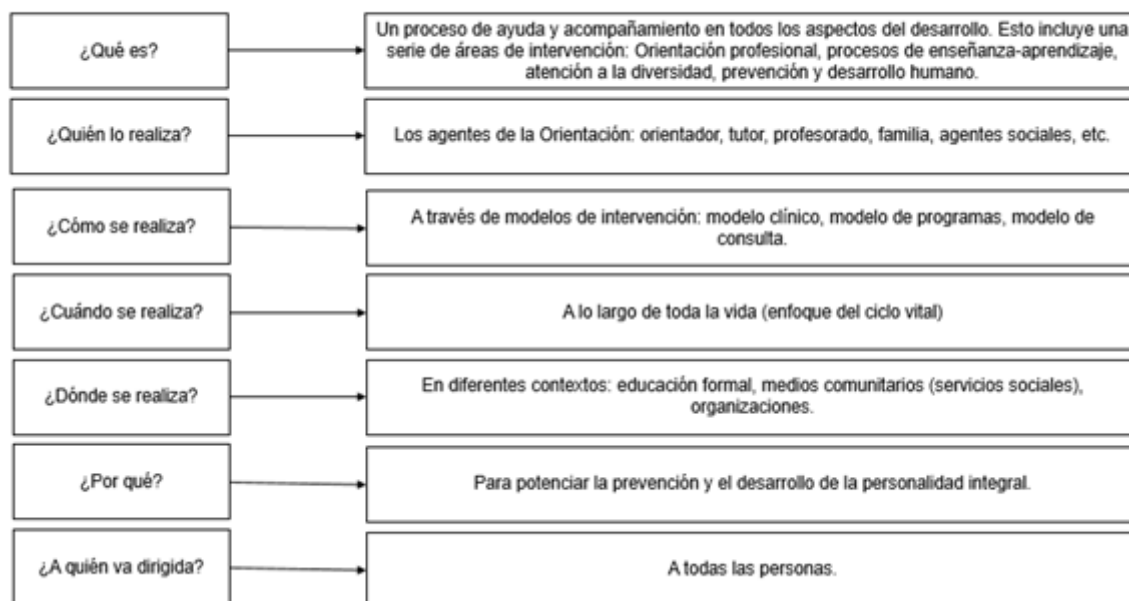 ¿Qué es?
Un proceso de ayuda y acompañamiento en todos los aspectos del desarrollo. Esto incluye una
serie de áreas de intervención: Orientación profesional, procesos de enseñanza-aprendizaje,
atención a la diversidad, prevención y desarrollo humano.
¿Quién lo realiza?
Los agentes de la Orientación: orientador, tutor, profesorado, familia, agentes sociales, etc.
¿Cómo se realiza?
A través de modelos de intervención: modelo clínico, modelo de programas, modelo de
consulta.
¿Cuándo se realiza?
A lo largo de toda la vida (enfoque del ciclo vital)
¿Dónde se realiza?
En diferentes contextos: educación formal, medios comunitarios (servicios sociales),
organizaciones.
¿Por qué?
Para potenciar la prevención y el desarrollo de la personalidad integral.
¿A quién va dirigida?
A todas las personas.